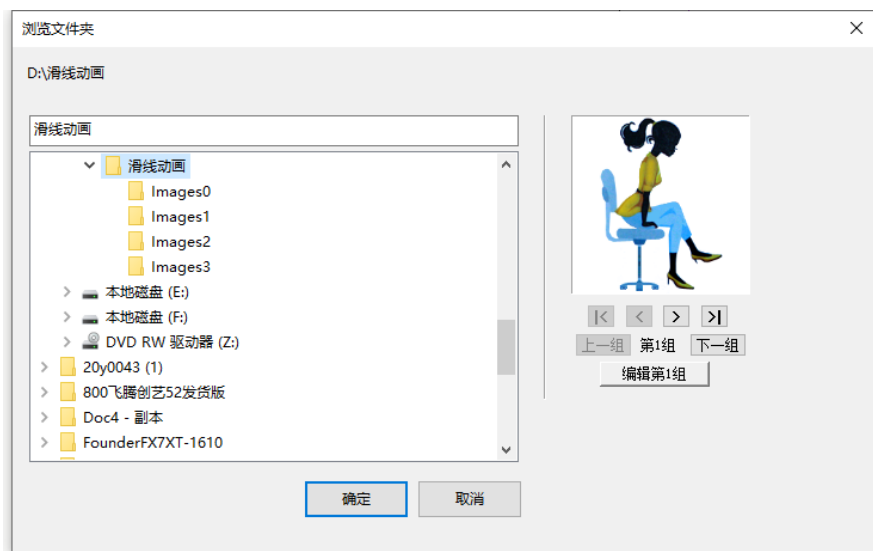 浏览文件夹
D:\滑线动画
滑线动画
滑线动画
Images0
Images1
Images2
Images3
本地磁盘 (E:)
本地磁盘 (F:)
DVD RW 驱动器 (Z:)
20y0043 (1)
800飞腾创艺52发货版
Doc4 - 副本
FounderFX7XT-1610
上一组 第1组 下一组
编辑第1组
确定 取消